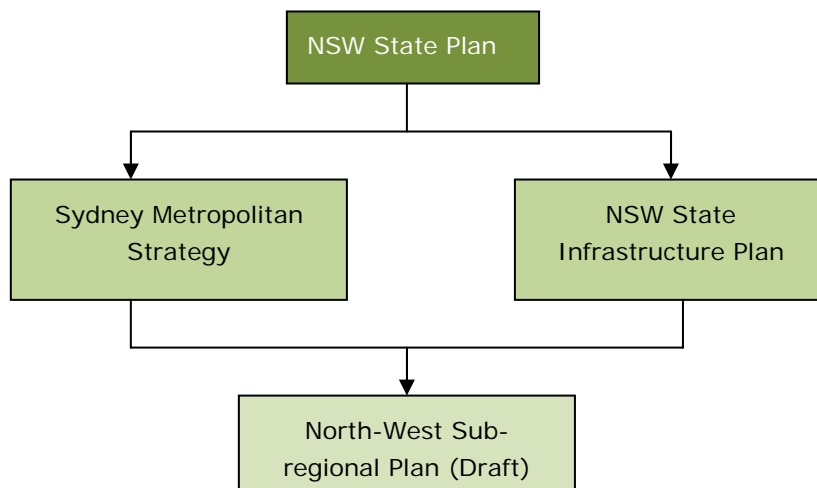 NSW State Plan
Sydney Metropolitan
Strategy
NSW State
Infrastructure Plan
North-West Sub-
regional Plan (Draft)